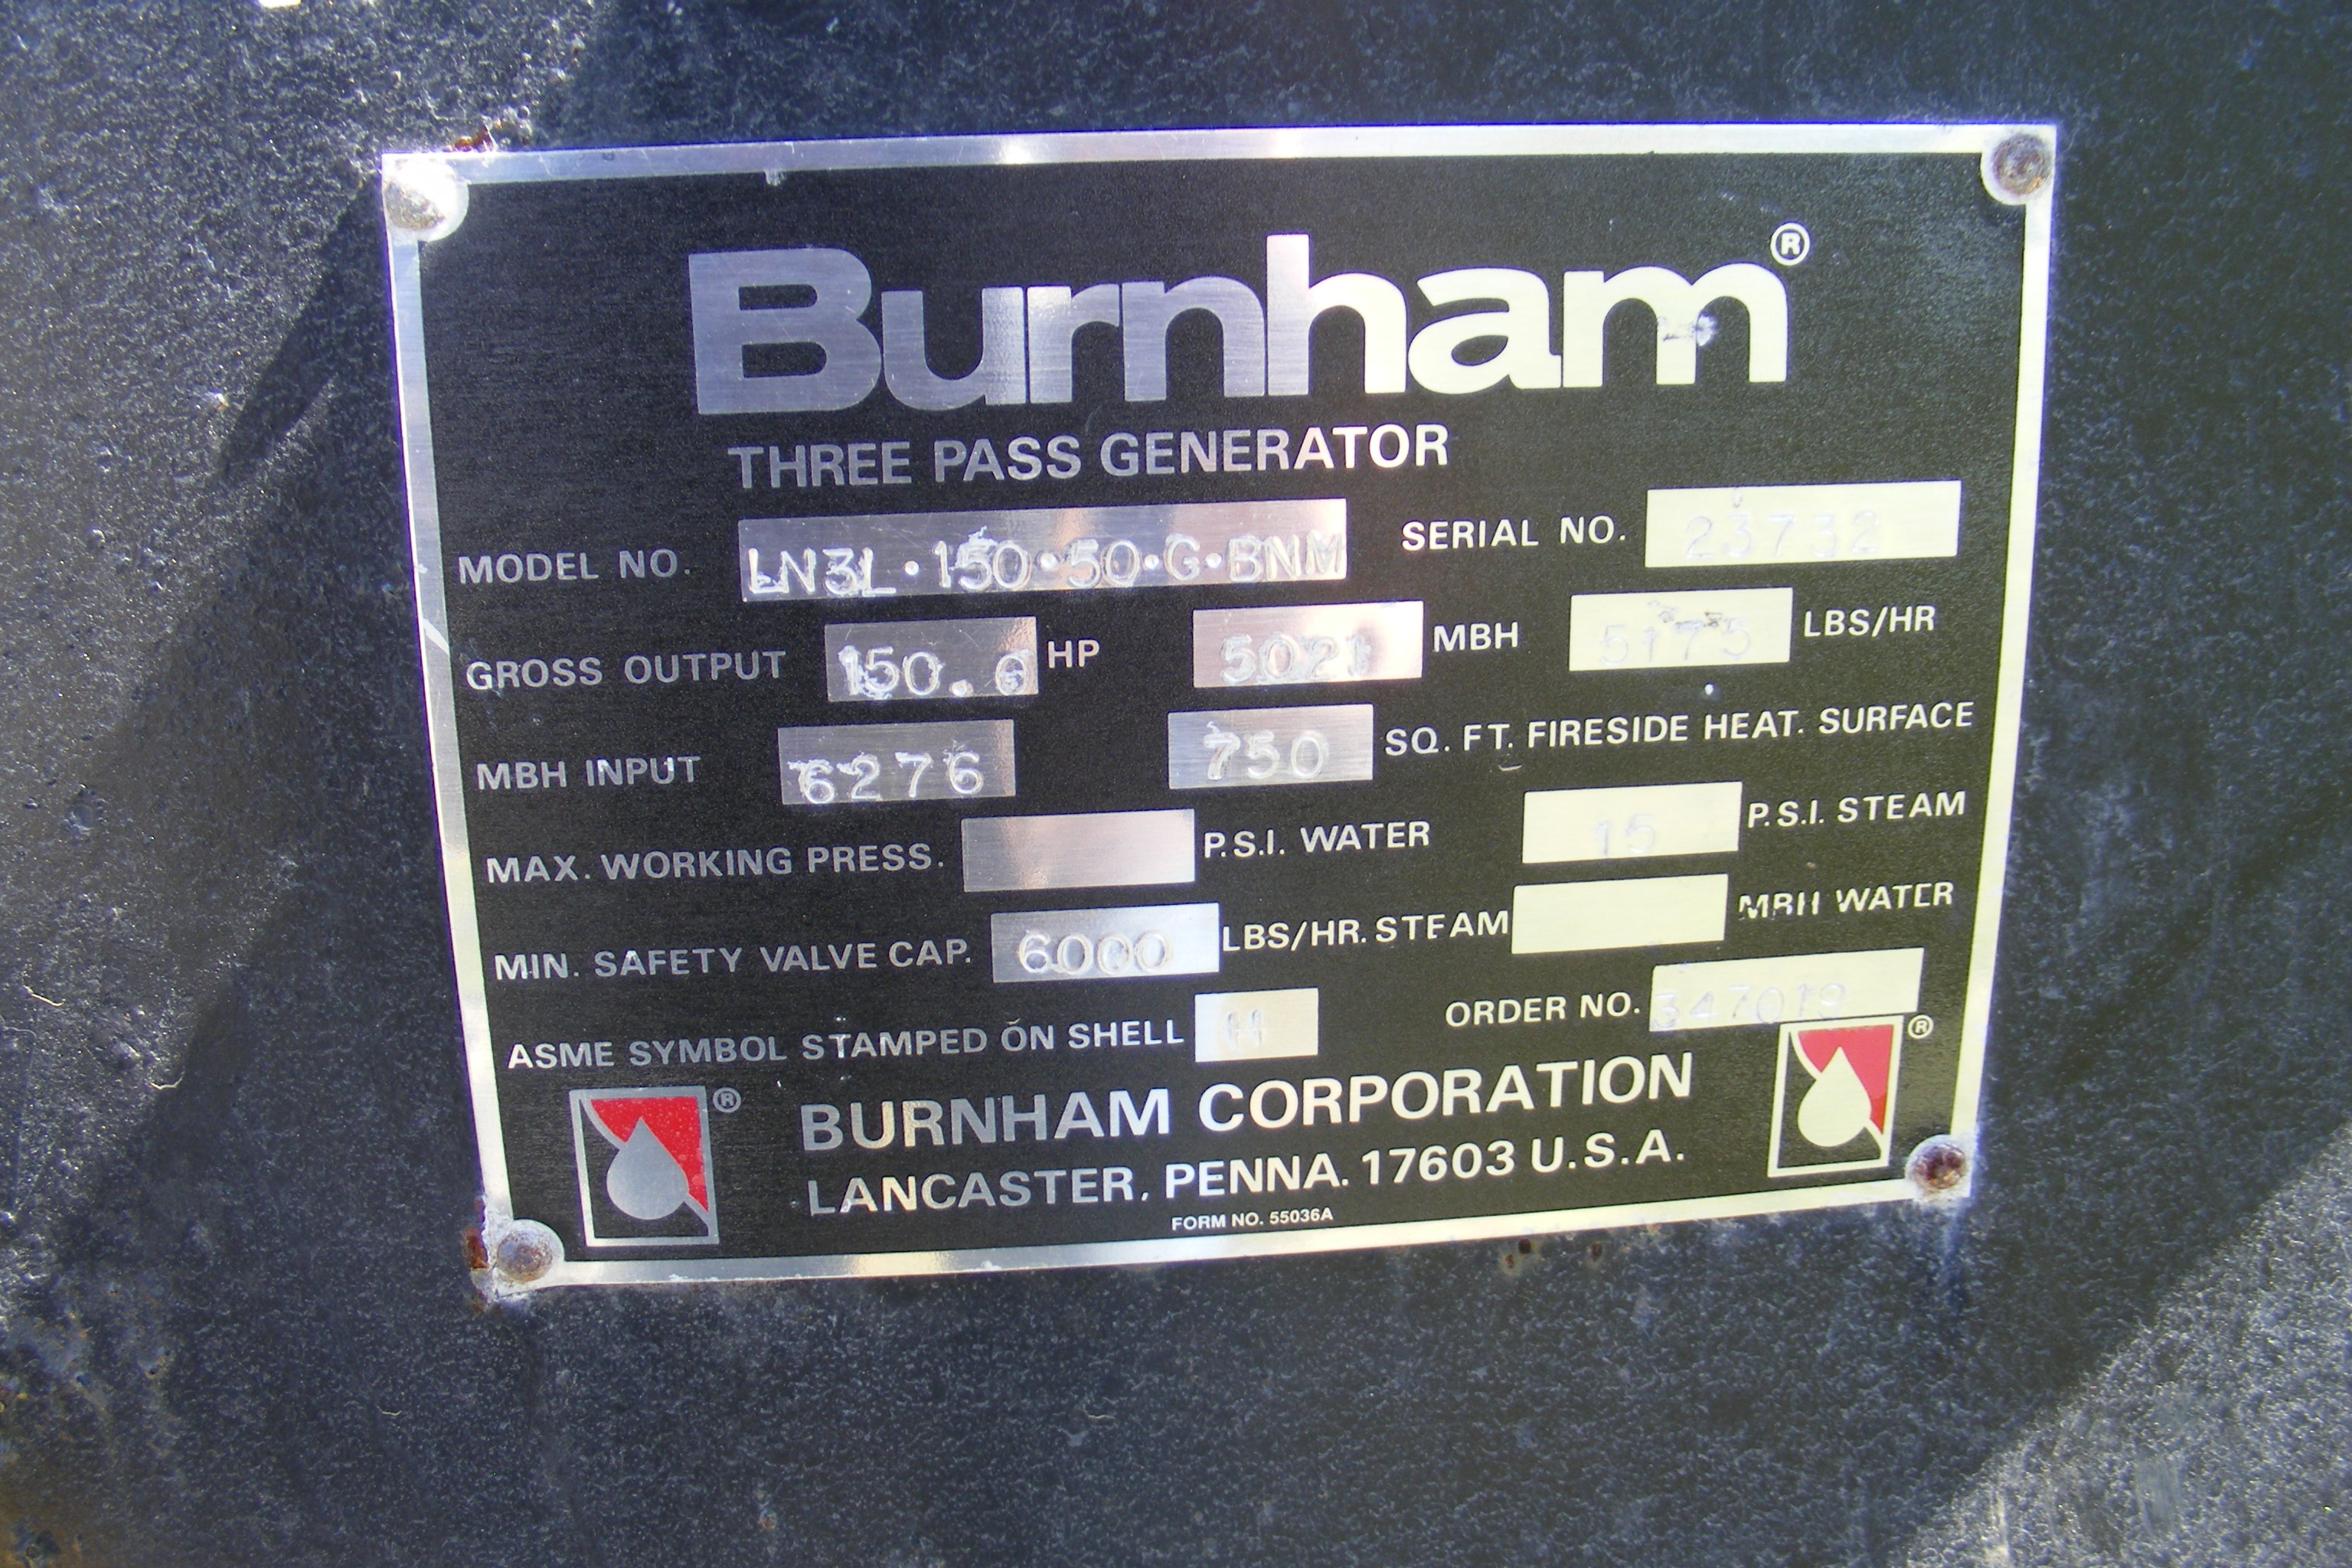 Burnham®
THREE PASS GENERATOR
MODEL NO. LN3L·150·50·G·BNM SERIAL NO. 23732
GROSS OUTPUT 150.6 HP 5021 MBH 5175 LBS/HR
MBH INPUT 6276 750 SQ. FT. FIRESIDE HEAT. SURFACE
MAX. WORKING PRESS. P.S.I. WATER 15 P.S.I. STEAM
MIN. SAFETY VALVE CAP. 6000 LBS/HR. STEAM MBH WATER
ASME SYMBOL STAMPED ON SHELL H ORDER NO. 347019
® ®
BURNHAM CORPORATION
LANCASTER, PENNA. 17603 U.S.A.
FORM NO. 55036A